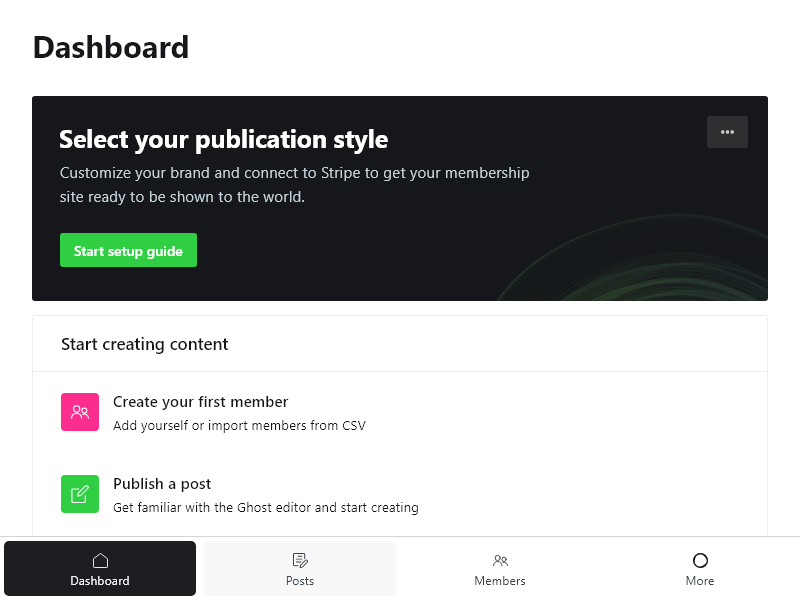 Dashboard
Select your publication style
Customize your brand and connect to Stripe to get your membership
site ready to be shown to the world.
Start setup guide
Start creating content
Create your first member
Add yourself or import members from CSV
Publish a post
Get familiar with the Ghost editor and start creating
Dashboard
Posts
Members
More